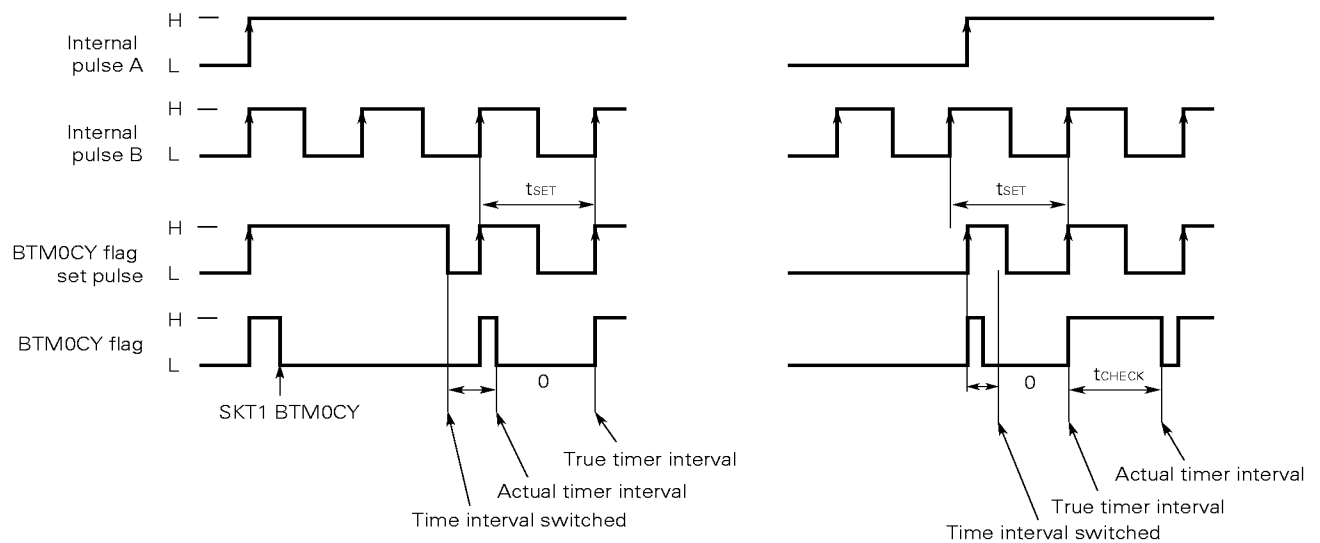 H
Internal
pulse A
L
H
Internal
pulse B
L
tSET
tSET
H
BTM0CY flag
set pulse
L
H
BTM0CY flag
L
0
0
tCHECK
SKT1 BTM0CY
True timer interval
Actual timer interval
Time interval switched
Actual timer interval
True timer interval
Time interval switched